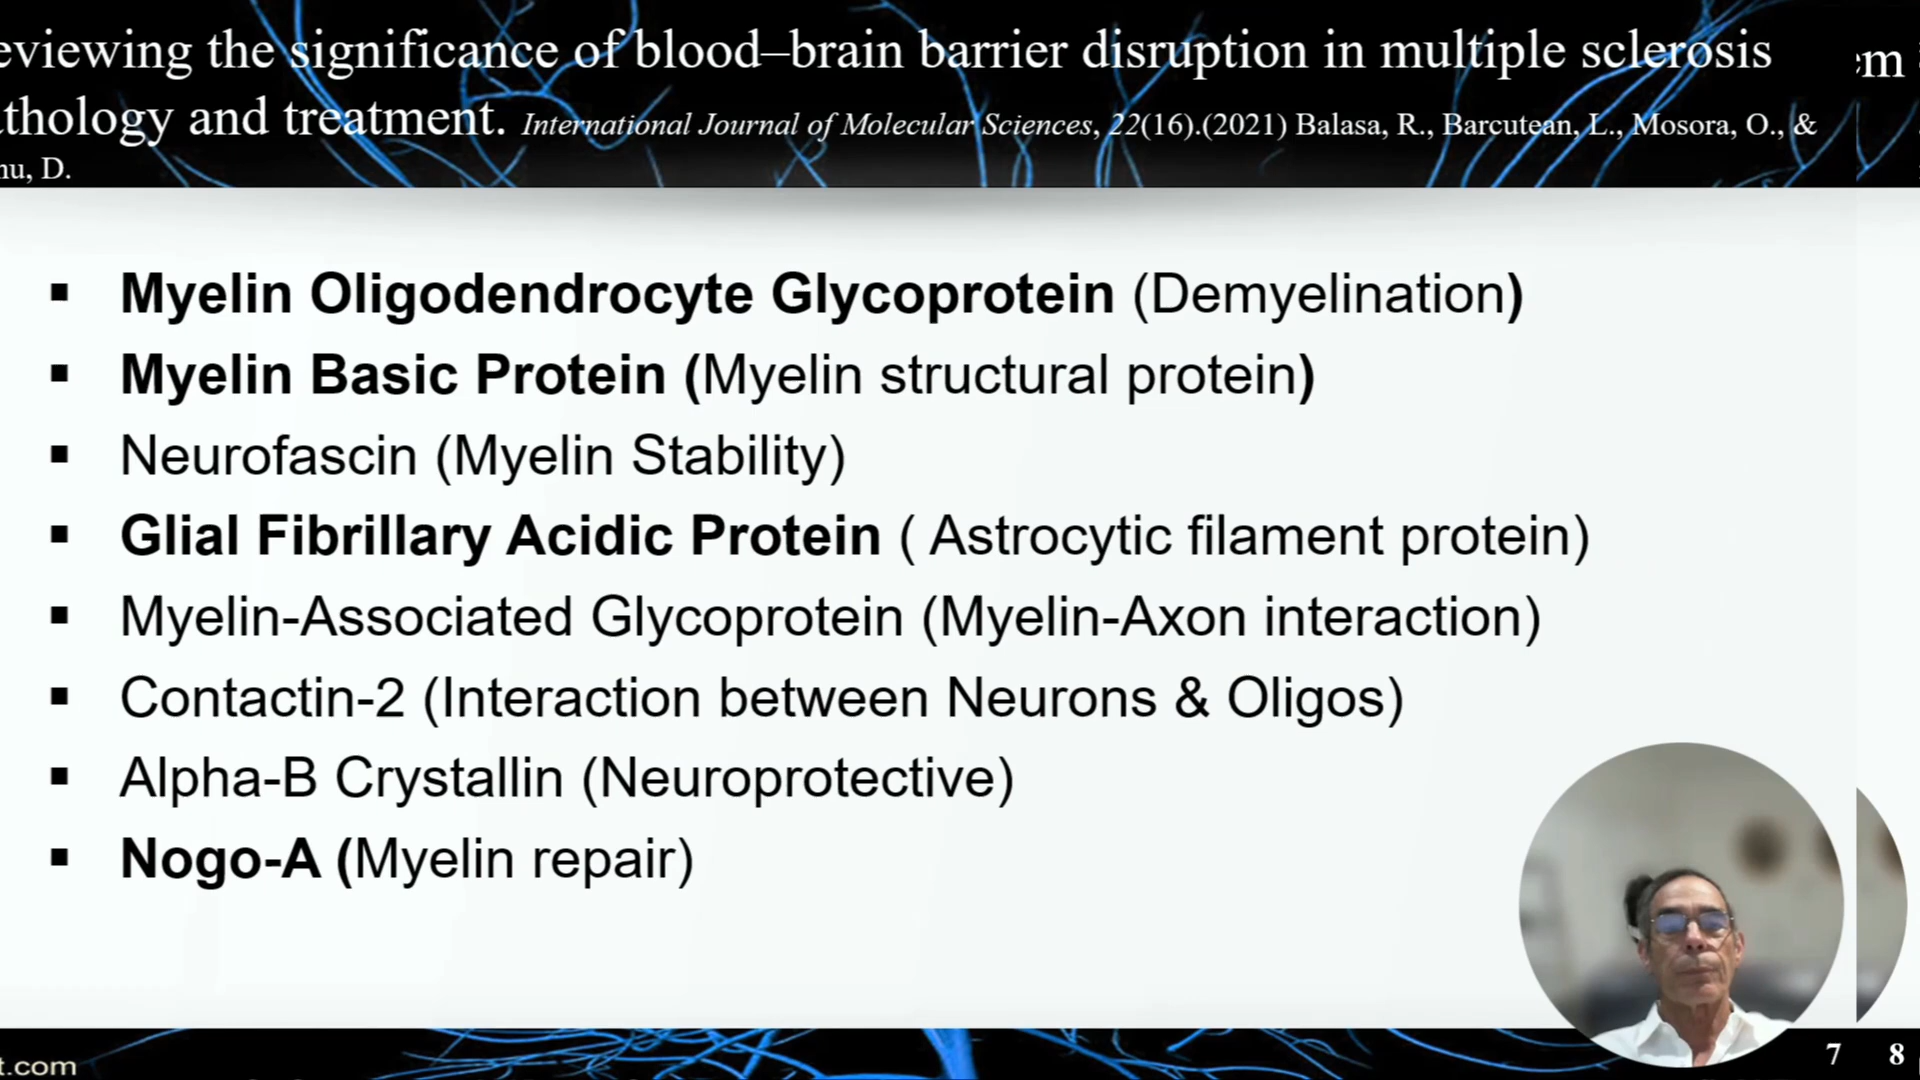 eviewing the significance of blood–brain barrier disruption in multiple sclerosis
thology and treatment. International Journal of Molecular Sciences, 22(16).(2021) Balasa, R., Barcutean, L., Mosora, O., &
nu, D.
em
▪ Myelin Oligodendrocyte Glycoprotein (Demyelination)
▪ Myelin Basic Protein (Myelin structural protein)
▪ Neurofascin (Myelin Stability)
▪ Glial Fibrillary Acidic Protein ( Astrocytic filament protein)
▪ Myelin-Associated Glycoprotein (Myelin-Axon interaction)
▪ Contactin-2 (Interaction between Neurons & Oligos)
▪ Alpha-B Crystallin (Neuroprotective)
▪ Nogo-A (Myelin repair)
t.com
7 8